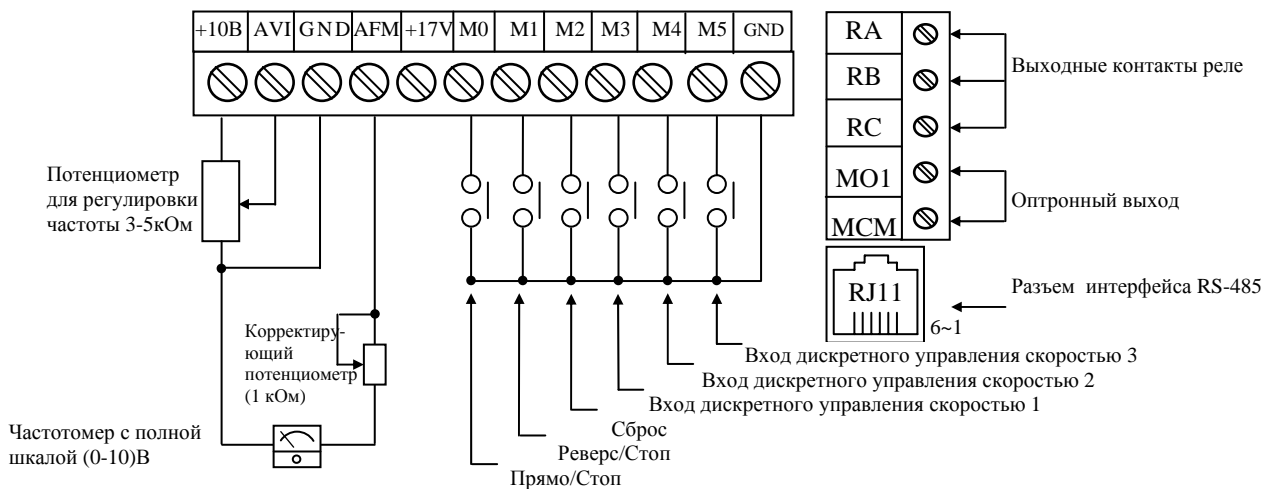 +10В AVI GND AFM +17V M0 M1 M2 M3 M4 M5 GND
RA
RB
RC
MO1
MCM
Выходные контакты реле
Оптронный выход
RJ11
6~1
Разъем интерфейса RS-485
Потенциометр
для регулировки
частоты 3-5кОм
Корректиру-
ющий
потенциометр
(1 кОм)
Частотомер с полной
шкалой (0-10)В
Вход дискретного управления скоростью 3
Вход дискретного управления скоростью 2
Вход дискретного управления скоростью 1
Сброс
Реверс/Стоп
Прямо/Стоп